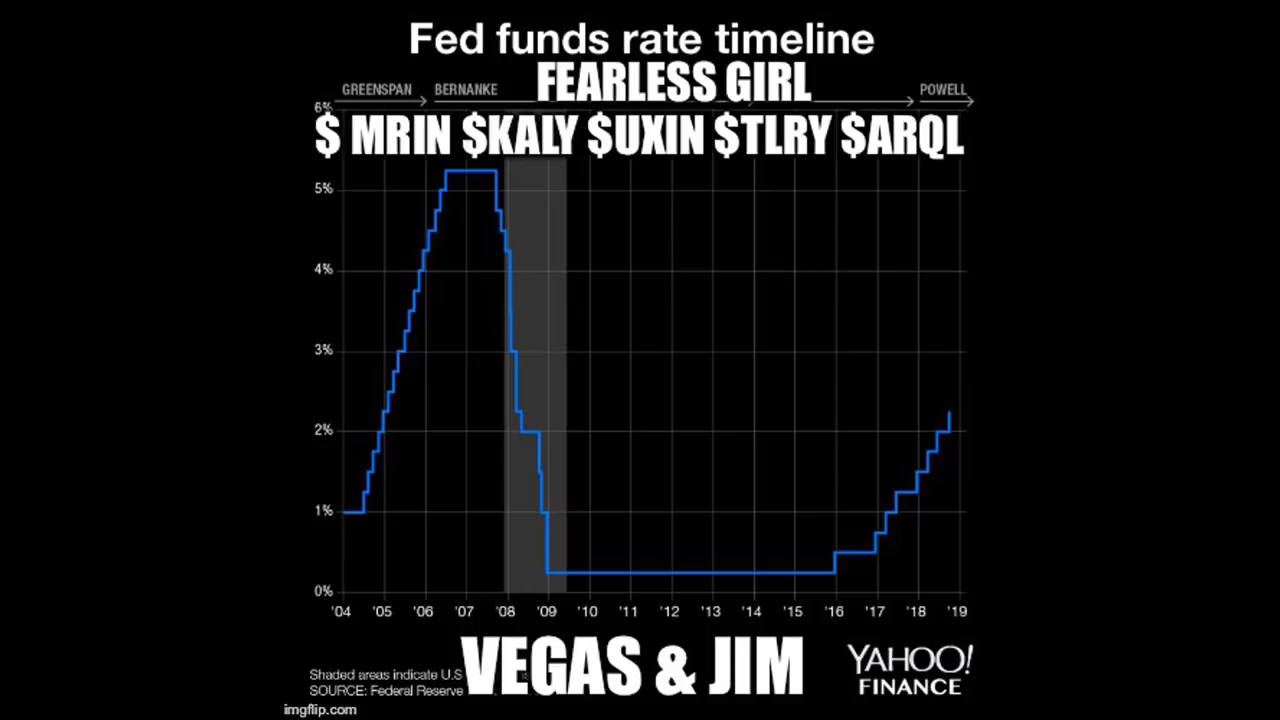 Fed funds rate timeline
FEARLESS GIRL
GREENSPAN BERNANKE POWELL
6%
$ MRIN $KALY $UXIN $TLRY $ARQL
5%
4%
3%
2%
1%
0%
'04 '05 '06 '07 '08 '09 '10 '11 '12 '13 '14 '15 '16 '17 '18 '19
VEGAS & JIM
YAHOO!
FINANCE
Shaded areas indicate U.S
SOURCE: Federal Reserve
imgflip.com